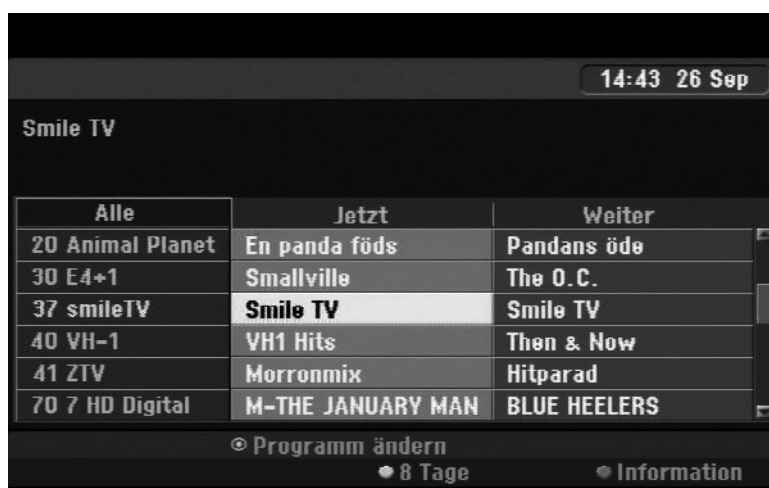 14:43 26 Sep
Smile TV
Alle Jetzt Weiter
20 Animal Planet En panda föds Pandans öde
30 E4+1 Smallville The O.C.
37 smileTV Smile TV Smile TV
40 VH-1 VH1 Hits Then & Now
41 ZTV Morronmix Hitparad
70 7 HD Digital M-THE JANUARY MAN BLUE HEELERS
Programm ändern
8 Tage Information